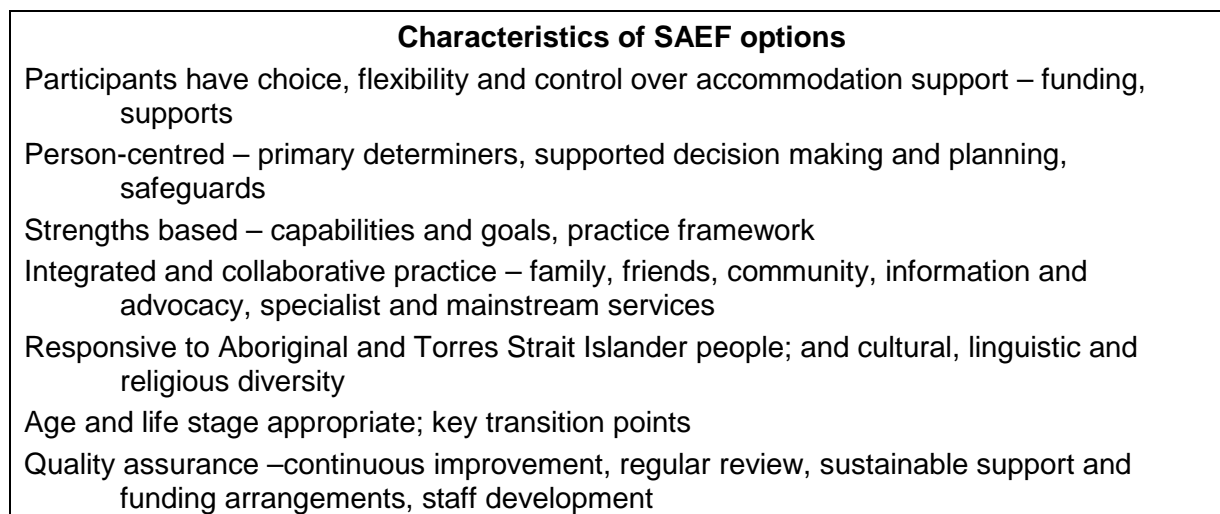 Characteristics of SAEF options
Participants have choice, flexibility and control over accommodation support – funding,
supports
Person-centred – primary determiners, supported decision making and planning,
safeguards
Strengths based – capabilities and goals, practice framework
Integrated and collaborative practice – family, friends, community, information and
advocacy, specialist and mainstream services
Responsive to Aboriginal and Torres Strait Islander people; and cultural, linguistic and
religious diversity
Age and life stage appropriate; key transition points
Quality assurance –continuous improvement, regular review, sustainable support and
funding arrangements, staff development